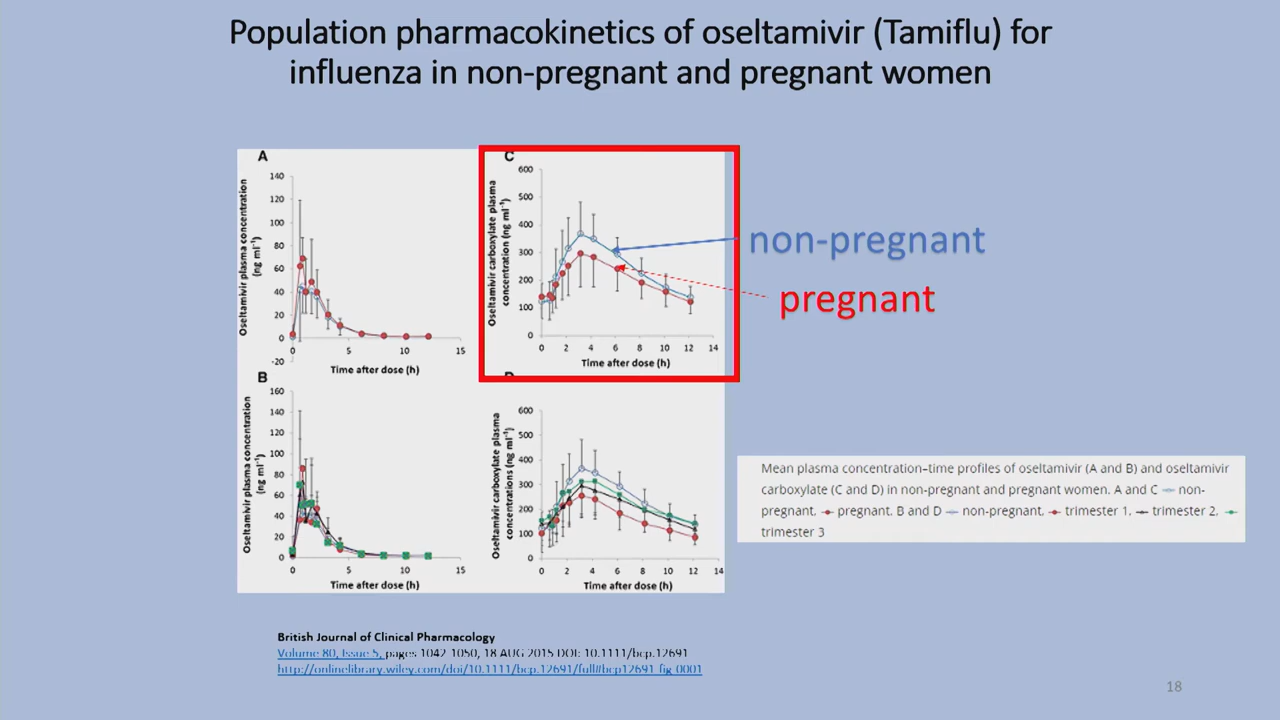 Population pharmacokinetics of oseltamivir (Tamiflu) for
influenza in non-pregnant and pregnant women
A
Oseltamivir plasma concentration
(ng ml⁻¹)
140
120
100
80
60
40
20
0
-20
0
5
10
15
Time after dose (h)
C
Oseltamivir carboxylate plasma
concentration (ng ml⁻¹)
600
500
400
300
200
100
0
0
2
4
6
8
10
12
14
Time after dose (h)
non-pregnant
pregnant
B
Oseltamivir plasma concentration
(ng ml⁻¹)
160
140
120
100
80
60
40
20
0
0
5
10
15
Time after dose (h)
Oseltamivir carboxylate plasma
concentrations (ng ml⁻¹)
600
500
400
300
200
100
0
0
2
4
6
8
10
12
14
Time after dose (h)
Mean plasma concentration–time profiles of oseltamivir (A and B) and oseltamivir
carboxylate (C and D) in non-pregnant and pregnant women. A and C non-
pregnant, pregnant. B and D non-pregnant, trimester 1, trimester 2,
trimester 3
British Journal of Clinical Pharmacology
Volume 80, Issue 5, pages 1042-1050, 18 AUG 2015 DOI: 10.1111/bcp.12691
http://onlinelibrary.wiley.com/doi/10.1111/bcp.12691/full#bcp12691-fig-0001
18